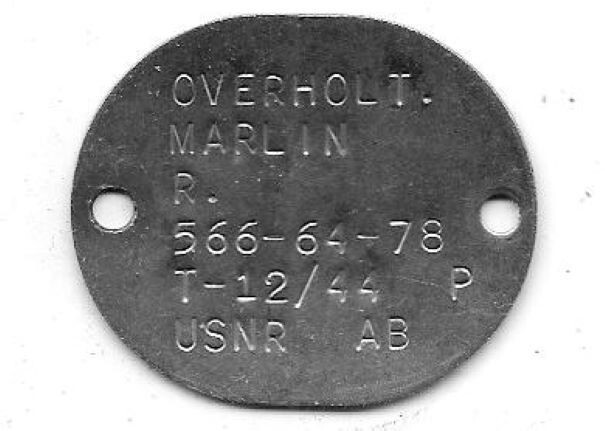 OVERHOLT.
MARLIN
R.
566-64-78
T-12/44 P
USNR AB